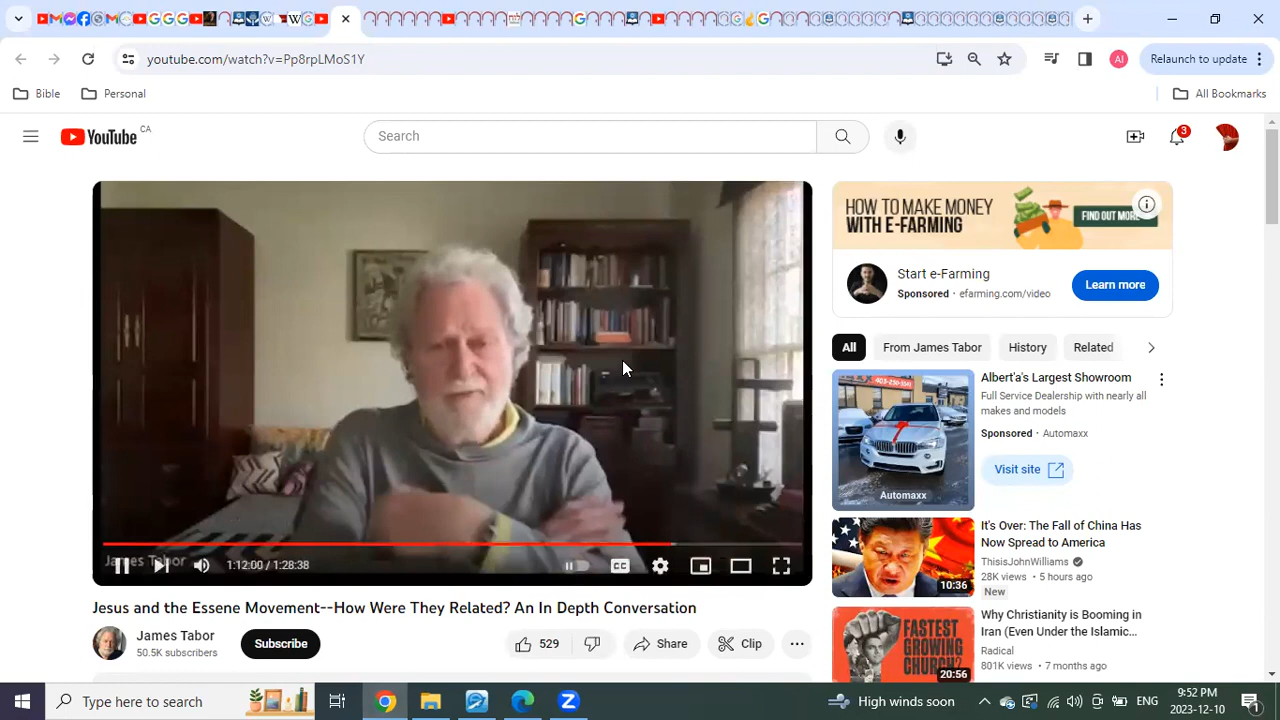 youtube.com/watch?v=Pp8rpLMoS1Y
AI
Relaunch to update
Bible
Personal
All Bookmarks
YouTube CA
Search
3
HOW TO MAKE MONEY
WITH E-FARMING
FIND OUT MORE
Start e-Farming
Sponsored · efarming.com/video
Learn more
All
From James Tabor
History
Related
Albert'a's Largest Showroom
Full Service Dealership with nearly all
makes and models
Sponsored · Automaxx
Visit site
Automaxx
It's Over: The Fall of China Has
Now Spread to America
ThisisJohnWilliams
28K views · 5 hours ago
New
10:36
Why Christianity is Booming in
Iran (Even Under the Islamic...
Radical
801K views · 7 months ago
FASTEST
GROWING
CHURCH?
20:56
James Tabor
1:12:00 / 1:28:38
CC
Jesus and the Essene Movement--How Were They Related? An In Depth Conversation
James Tabor
50.5K subscribers
Subscribe
529
Share
Clip
Type here to search
High winds soon
ENG
9:52 PM
2023-12-10
1